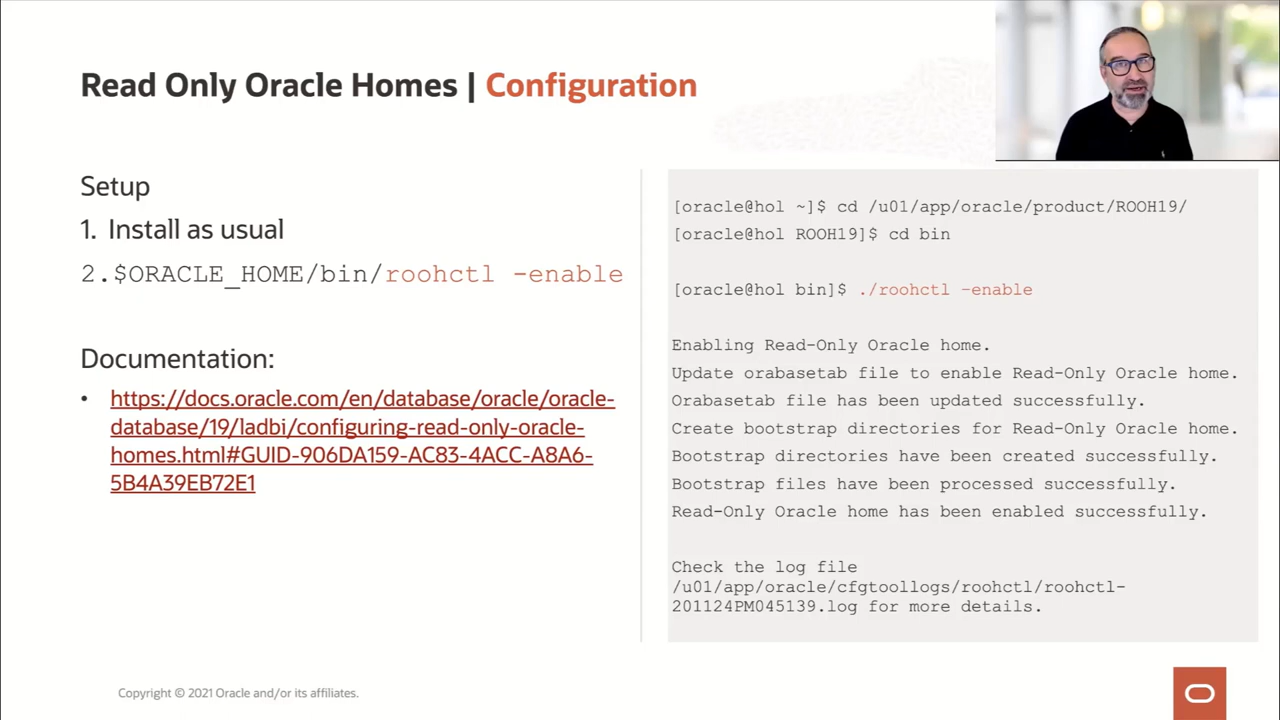 Read Only Oracle Homes | Configuration
Setup
1. Install as usual
2.$ORACLE_HOME/bin/roohctl -enable
Documentation:
• https://docs.oracle.com/en/database/oracle/oracle-
database/19/ladbi/configuring-read-only-oracle-
homes.html#GUID-906DA159-AC83-4ACC-A8A6-
5B4A39EB72E1
[oracle@hol ~]$ cd /u01/app/oracle/product/ROOH19/
[oracle@hol ROOH19]$ cd bin
[oracle@hol bin]$ ./roohctl -enable
Enabling Read-Only Oracle home.
Update orabasetab file to enable Read-Only Oracle home.
Orabasetab file has been updated successfully.
Create bootstrap directories for Read-Only Oracle home.
Bootstrap directories have been created successfully.
Bootstrap files have been processed successfully.
Read-Only Oracle home has been enabled successfully.
Check the log file
/u01/app/oracle/cfgtoollogs/roohctl/roohctl-
201124PM045139.log for more details.
Copyright © 2021 Oracle and/or its affiliates.